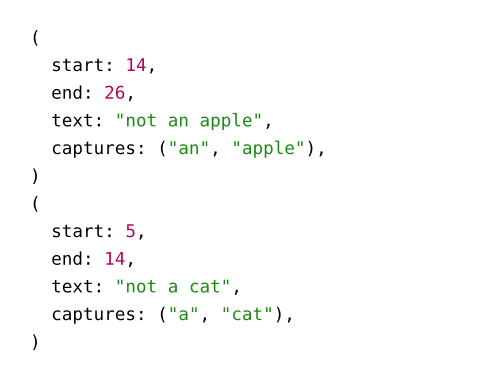 (
  start: 14,
  end: 26,
  text: "not an apple",
  captures: ("an", "apple"),
)
(
  start: 5,
  end: 14,
  text: "not a cat",
  captures: ("a", "cat"),
)